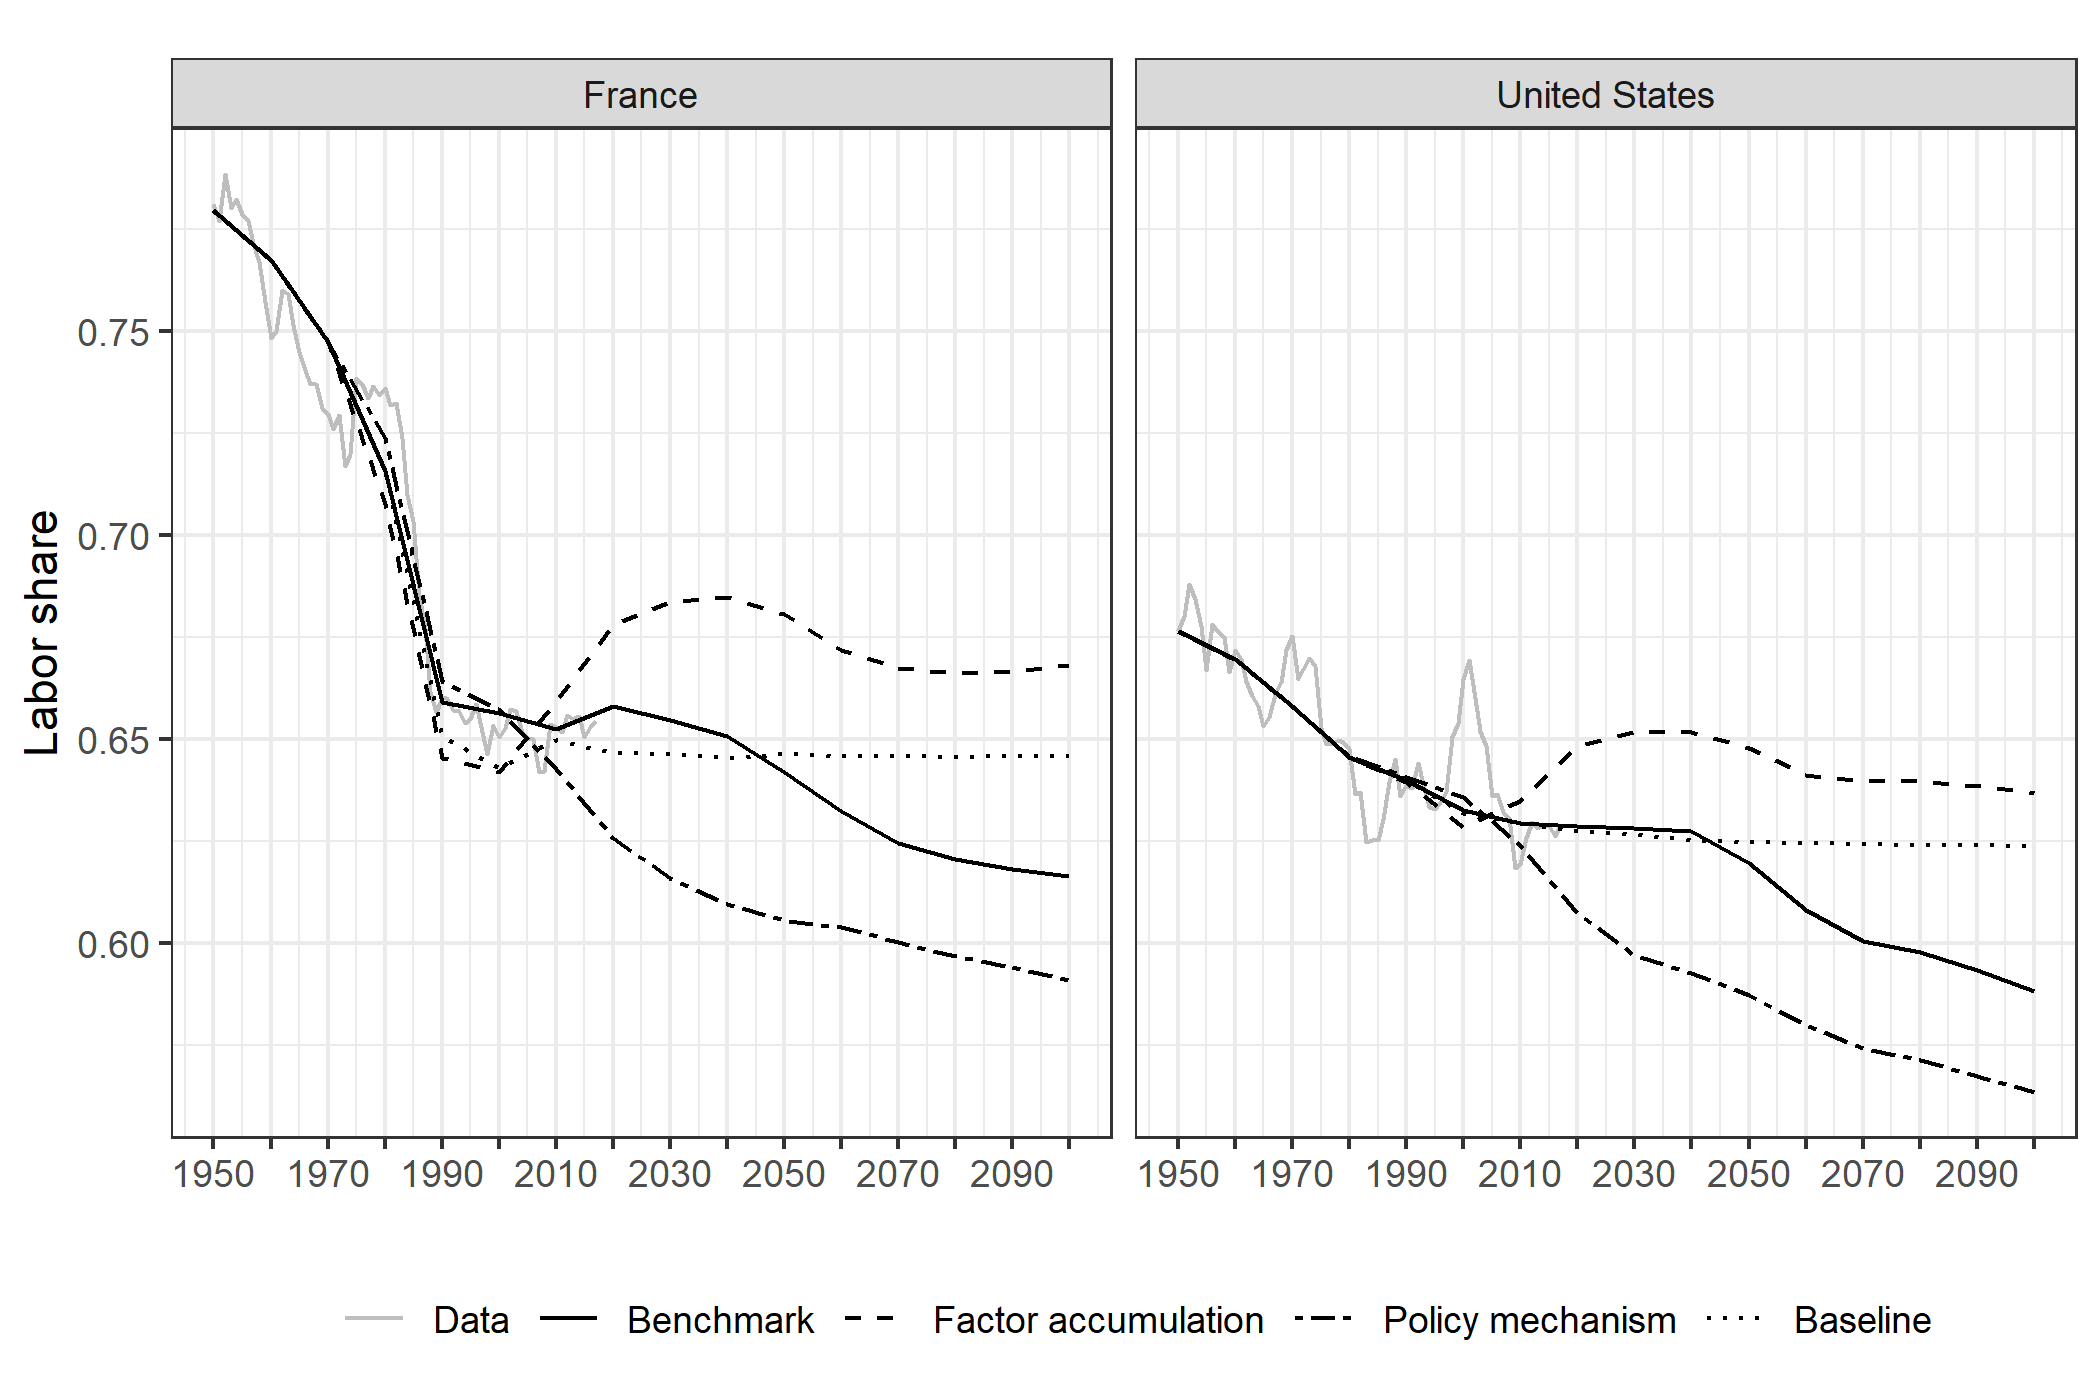 France
United States
Labor share
0.75
0.70
0.65
0.60
1950 1970 1990 2010 2030 2050 2070 2090
1950 1970 1990 2010 2030 2050 2070 2090
Data Benchmark Factor accumulation Policy mechanism Baseline